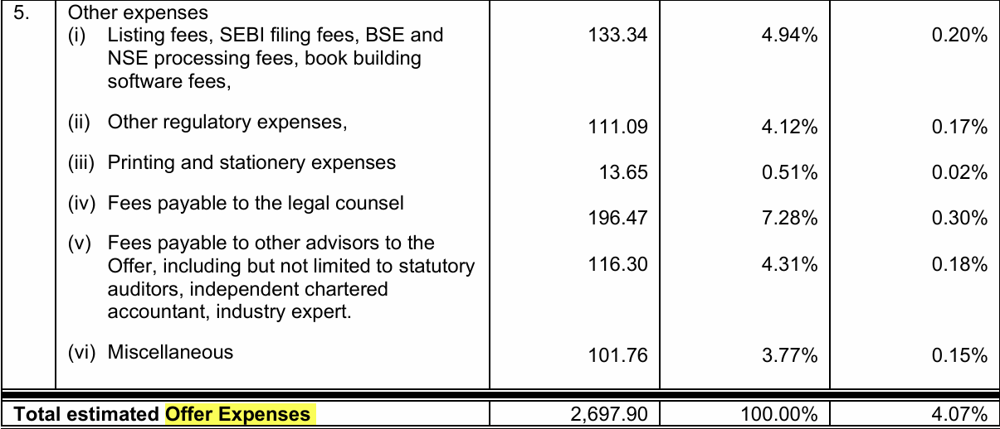 5. Other expenses
(i) Listing fees, SEBI filing fees, BSE and 133.34 4.94% 0.20%
NSE processing fees, book building
software fees,
(ii) Other regulatory expenses, 111.09 4.12% 0.17%
(iii) Printing and stationery expenses 13.65 0.51% 0.02%
(iv) Fees payable to the legal counsel 196.47 7.28% 0.30%
(v) Fees payable to other advisors to the
Offer, including but not limited to statutory 116.30 4.31% 0.18%
auditors, independent chartered
accountant, industry expert.
(vi) Miscellaneous 101.76 3.77% 0.15%
Total estimated Offer Expenses 2,697.90 100.00% 4.07%